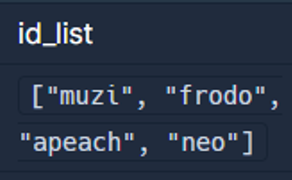 id_list
["muzi", "frodo",
"apeach", "neo"]